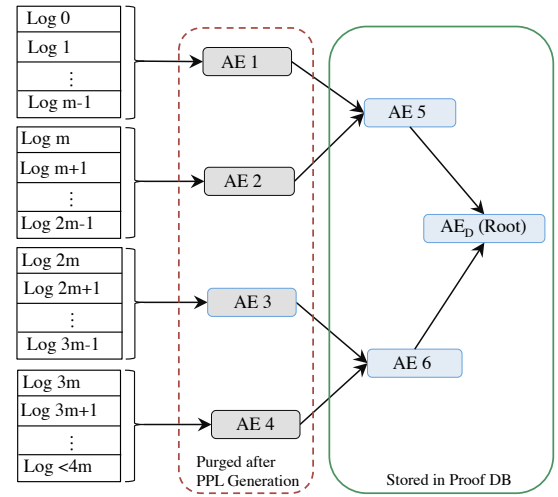 Log 0
Log 1
⋮
Log m-1
Log m
Log m+1
⋮
Log 2m-1
Log 2m
Log 2m+1
⋮
Log 3m-1
Log 3m
Log 3m+1
⋮
Log <4m
AE 1
AE 2
AE 3
AE 4
Purged after
PPL Generation
AE 5
AE 6
AE_D (Root)
Stored in Proof DB